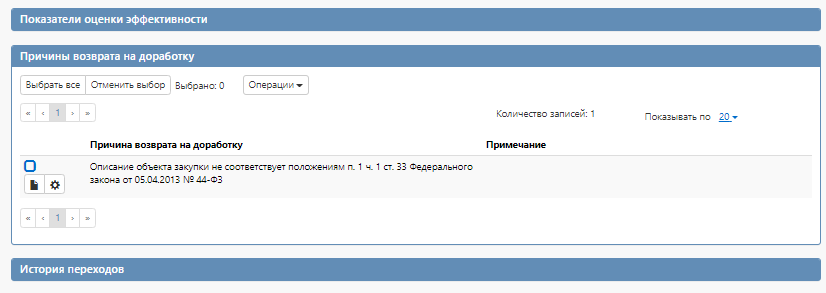 Показатели оценки эффективности
Причины возврата на доработку
Выбрать все Отменить выбор Выбрано: 0 Операции
« ‹ 1 › » Количество записей: 1 Показывать по 20
Причина возврата на доработку Примечание
Описание объекта закупки не соответствует положениям п. 1 ч. 1 ст. 33 Федерального
закона от 05.04.2013 № 44-ФЗ
« ‹ 1 › »
История переходов